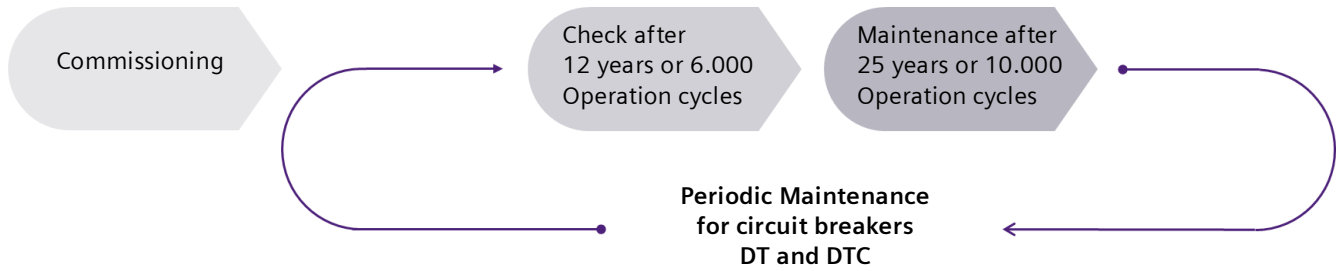 Commissioning
Check after
12 years or 6.000
Operation cycles
Maintenance after
25 years or 10.000
Operation cycles
Periodic Maintenance
for circuit breakers
DT and DTC